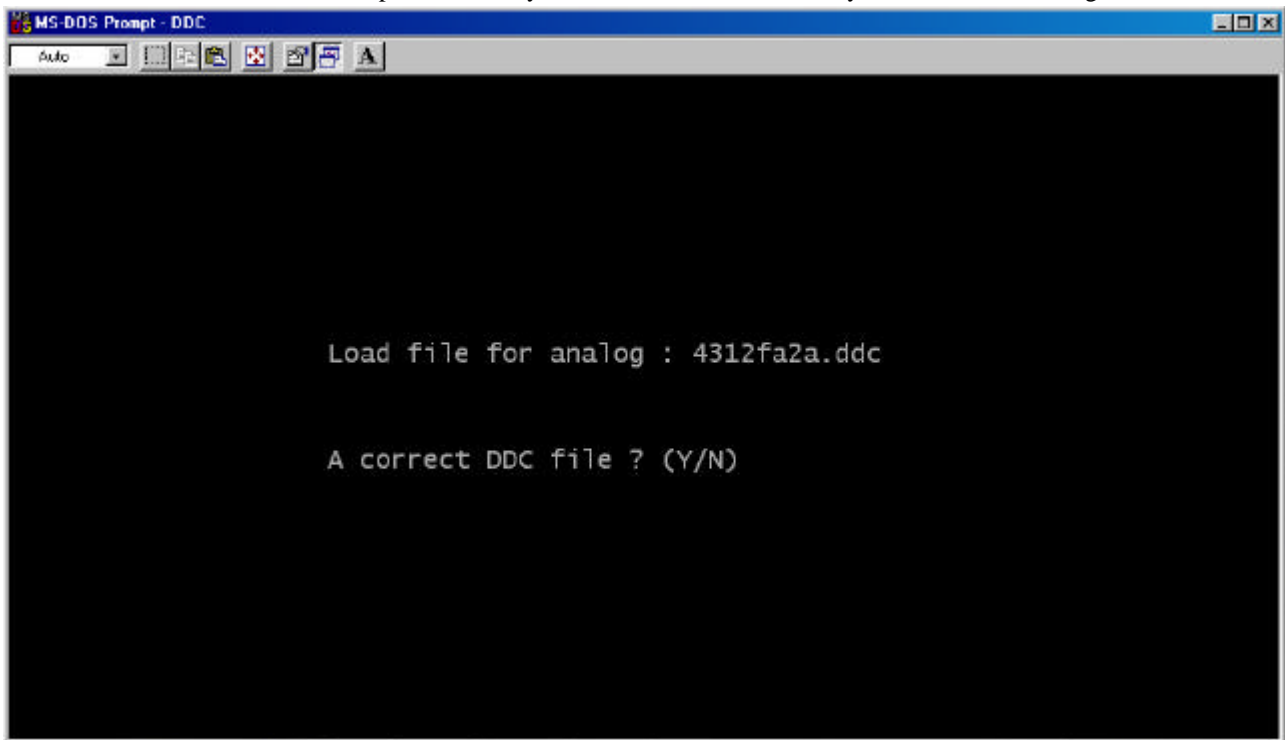 MS-DOS Prompt - DDC
Auto
A
Load file for analog : 4312fa2a.ddc
A correct DDC file ? (Y/N)